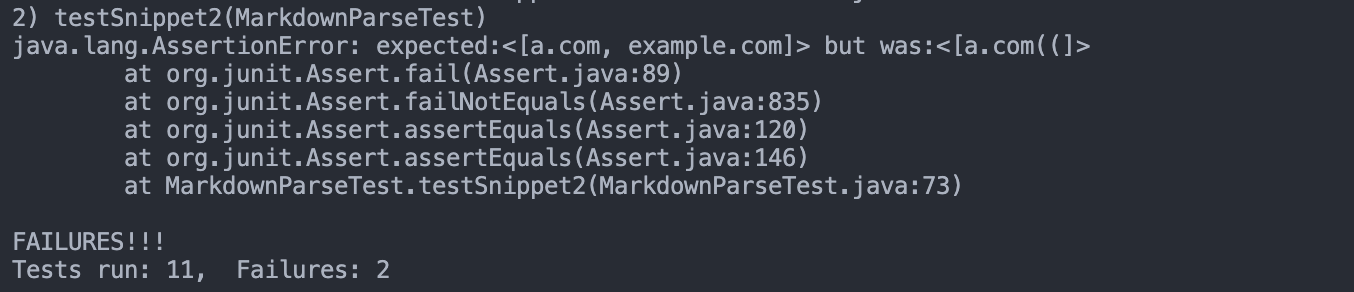 2) testSnippet2(MarkdownParseTest)
java.lang.AssertionError: expected:<[a.com, example.com]> but was:<[a.com((]>
        at org.junit.Assert.fail(Assert.java:89)
        at org.junit.Assert.failNotEquals(Assert.java:835)
        at org.junit.Assert.assertEquals(Assert.java:120)
        at org.junit.Assert.assertEquals(Assert.java:146)
        at MarkdownParseTest.testSnippet2(MarkdownParseTest.java:73)

FAILURES!!!
Tests run: 11,  Failures: 2